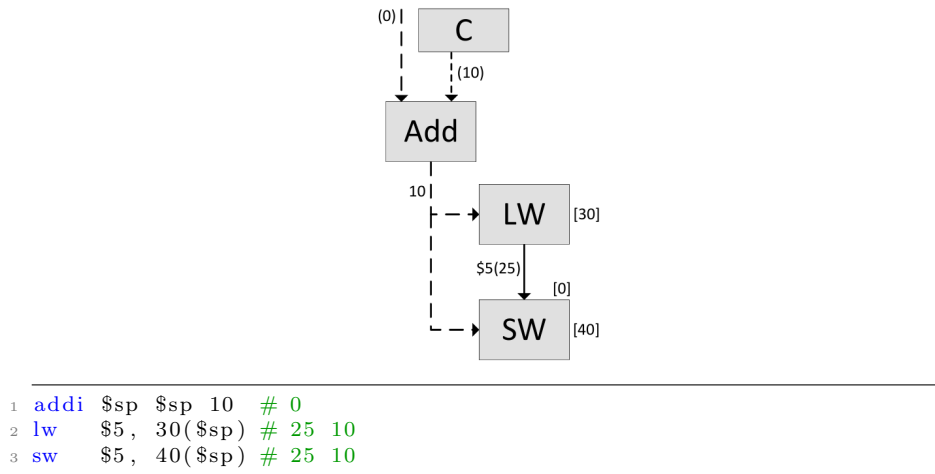 (0)
C
(10)
Add
10
LW [30]
$5(25)
[0]
SW [40]
1 addi $sp $sp 10 # 0
2 lw $5, 30($sp) # 25 10
3 sw $5, 40($sp) # 25 10